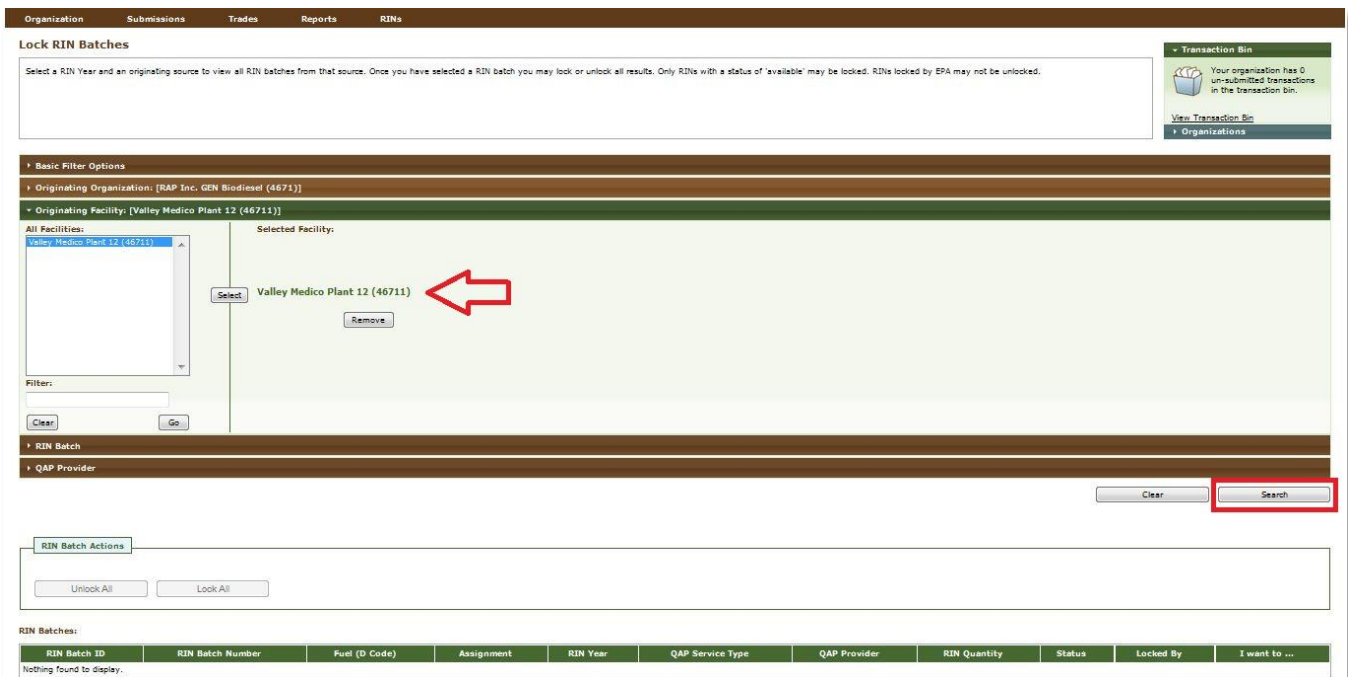 Organization Submissions Trades Reports RINs
Lock RIN Batches
Select a RIN Year and an originating source to view all RIN batches from that source. Once you have selected a RIN batch you may lock or unlock all results. Only RINs with a status of 'available' may be locked. RINs locked by EPA may not be unlocked.
Transaction Bin
Your organization has 0
un-submitted transactions
in the transaction bin.
View Transaction Bin
Organizations
Basic Filter Options
Originating Organization: [RAP Inc. GEN Biodiesel (4671)]
Originating Facility: [Valley Medico Plant 12 (46711)]
All Facilities: Selected Facility:
Valley Medico Plant 12 (46711)
Select Valley Medico Plant 12 (46711)
Remove
Filter:
Clear Go
RIN Batch
QAP Provider
Clear Search
RIN Batch Actions
Unlock All Lock All
RIN Batches:
RIN Batch ID RIN Batch Number Fuel (D Code) Assignment RIN Year QAP Service Type QAP Provider RIN Quantity Status Locked By I want to ...
Nothing found to display.